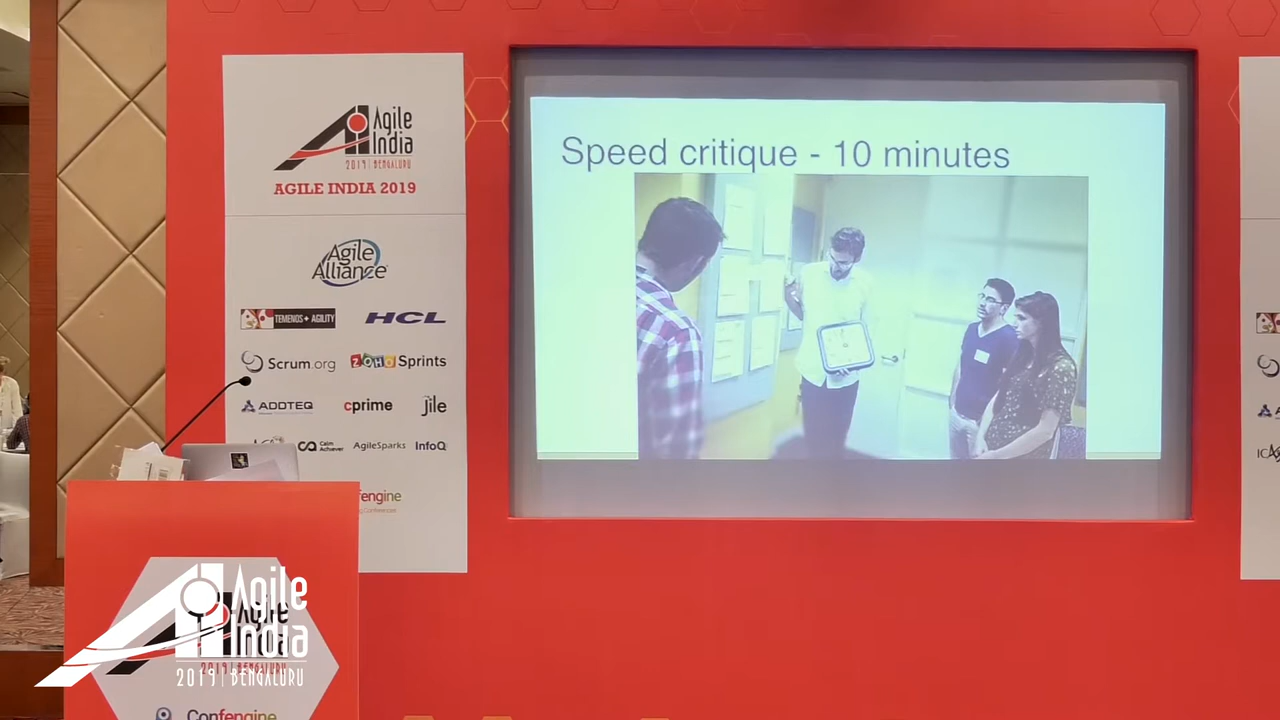 Agile
India
2019 | BENGALURU
AGILE INDIA 2019
Agile
Alliance
TEMENOS+AGILITY
HCL
Scrum.org
ZOHO Sprints
ADDTEQ
cprime
Jile
CA Calm Achiever
AgileSparks
InfoQ
fengine
Speed critique - 10 minutes
Agile
India
2019 | BENGALURU
Confengine